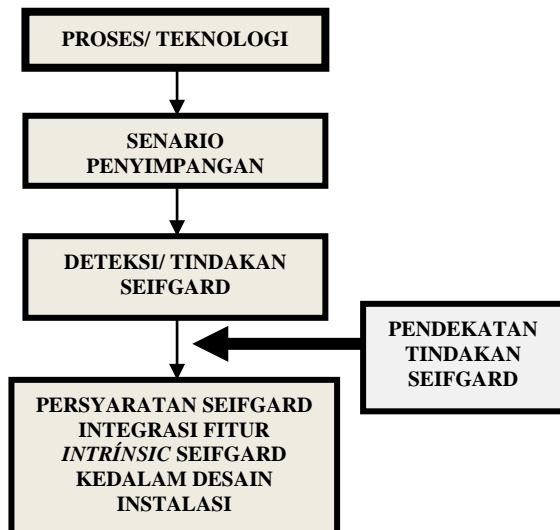 PROSES/ TEKNOLOGI
SENARIO
PENYIMPANGAN
DETEKSI/ TINDAKAN
SEIFGARD
PENDEKATAN
TINDAKAN
SEIFGARD
PERSYARATAN SEIFGARD
INTEGRASI FITUR
INTRÍNSIC SEIFGARD
KEDALAM DESAIN
INSTALASI